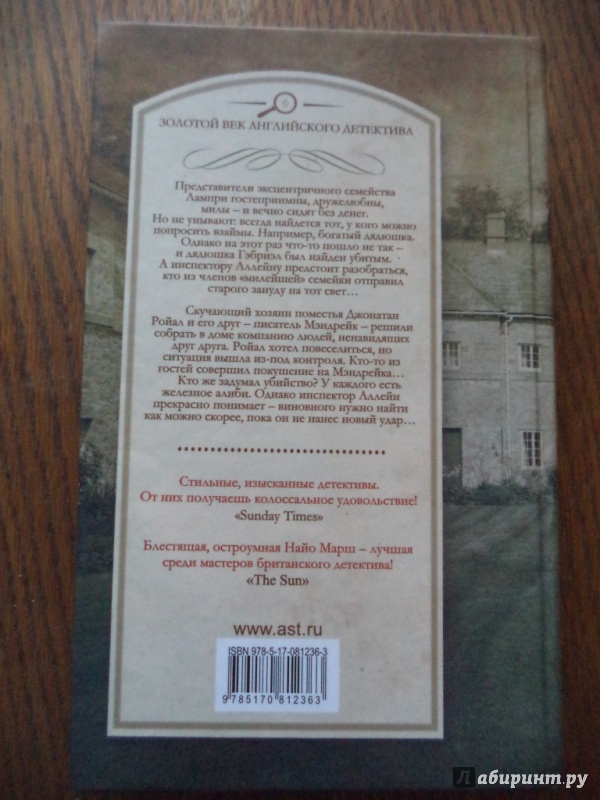 ЗОЛОТОЙ ВЕК АНГЛИЙСКОГО ДЕТЕКТИВА
Представители эксцентричного семейства
Лампри гостеприимны, дружелюбны,
милы – и вечно сидят без денег.
Но не унывают: всегда найдется тот, у кого можно
попросить взаймы. Например, богатый дядюшка.
Однако на этот раз что-то пошло не так –
и дядюшка Гэбриэл был найден убитым.
А инспектору Аллейну предстоит разобраться,
кто из членов «милейшей» семейки отправил
старого зануду на тот свет...
Скучающий хозяин поместья Джонатан
Ройал и его друг – писатель Мэндрейк – решили
собрать в доме компанию людей, ненавидящих
друг друга. Ройал хотел повеселиться, но
ситуация вышла из-под контроля. Кто-то из
гостей совершил покушение на Мэндрейка...
Кто же задумал убийство? У каждого есть
железное алиби. Однако инспектор Аллейн
прекрасно понимает – виновного нужно найти
как можно скорее, пока он не нанес новый удар...
Стильные, изысканные детективы.
От них получаешь колоссальное удовольствие!
«Sunday Times»
Блестящая, остроумная Найо Марш – лучшая
среди мастеров британского детектива!
«The Sun»
www.ast.ru
ISBN 978-5-17-081236-3
9 785170 812363
лабиринт.ру